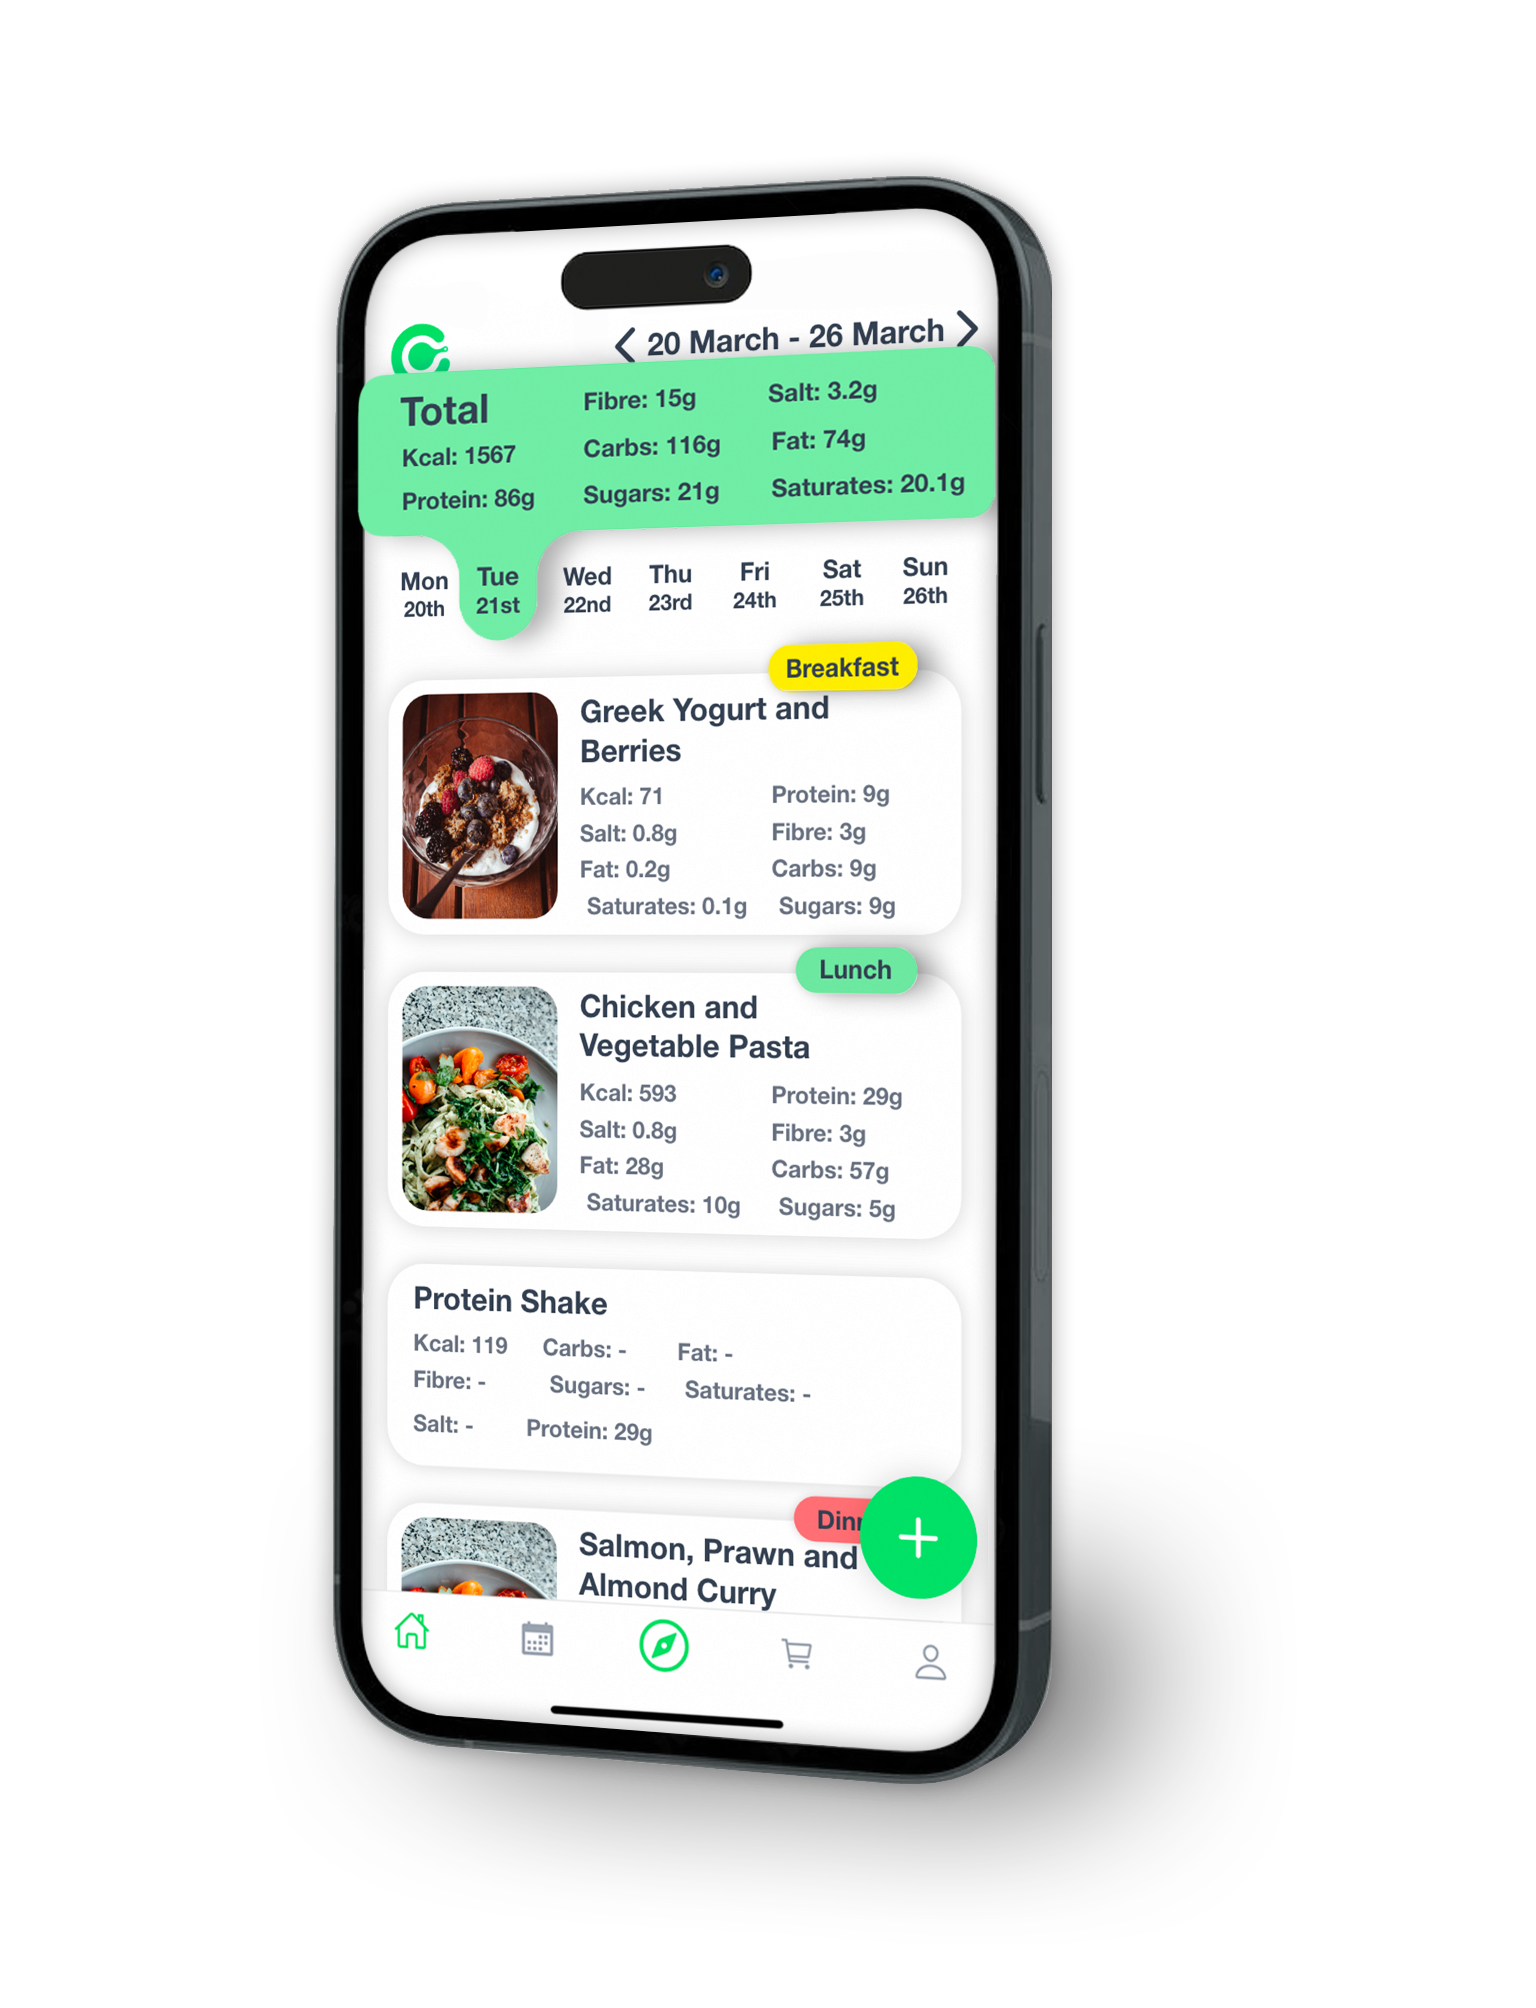 20 March - 26 March
Total
Fibre: 15g
Salt: 3.2g
Kcal: 1567
Carbs: 116g
Fat: 74g
Protein: 86g
Sugars: 21g
Saturates: 20.1g
Mon
20th
Tue
21st
Wed
22nd
Thu
23rd
Fri
24th
Sat
25th
Sun
26th
Breakfast
Greek Yogurt and
Berries
Kcal: 71
Protein: 9g
Salt: 0.8g
Fibre: 3g
Fat: 0.2g
Carbs: 9g
Saturates: 0.1g
Sugars: 9g
Lunch
Chicken and
Vegetable Pasta
Kcal: 593
Protein: 29g
Salt: 0.8g
Fibre: 3g
Fat: 28g
Carbs: 57g
Saturates: 10g
Sugars: 5g
Protein Shake
Kcal: 119
Carbs: -
Fat: -
Fibre: -
Sugars: -
Saturates: -
Salt: -
Protein: 29g
Salmon, Prawn and
Almond Curry